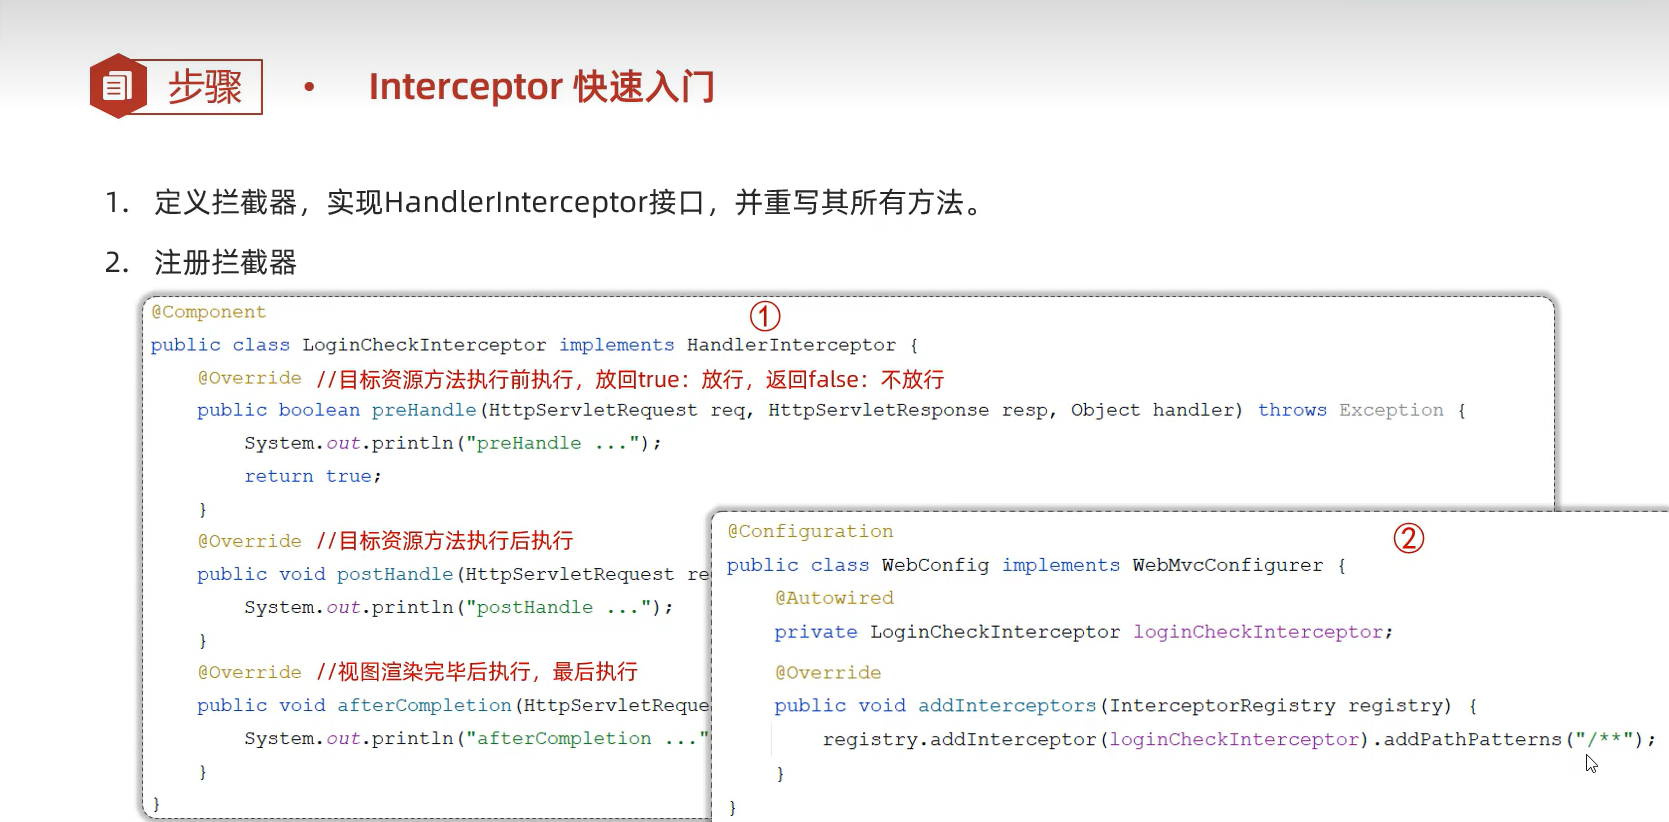 步骤 • Interceptor 快速入门
1. 定义拦截器，实现HandlerInterceptor接口，并重写其所有方法。
2. 注册拦截器
@Component
①
public class LoginCheckInterceptor implements HandlerInterceptor {
@Override //目标资源方法执行前执行，放回true：放行，返回false：不放行
public boolean preHandle(HttpServletRequest req, HttpServletResponse resp, Object handler) throws Exception {
System.out.println("preHandle ...");
return true;
}
@Override //目标资源方法执行后执行
public void postHandle(HttpServletRequest re
System.out.println("postHandle ...");
}
@Override //视图渲染完毕后执行，最后执行
public void afterCompletion(HttpServletReque
System.out.println("afterCompletion ..."
}
}
@Configuration
②
public class WebConfig implements WebMvcConfigurer {
@Autowired
private LoginCheckInterceptor loginCheckInterceptor;
@Override
public void addInterceptors(InterceptorRegistry registry) {
registry.addInterceptor(loginCheckInterceptor).addPathPatterns("/**");
}
}